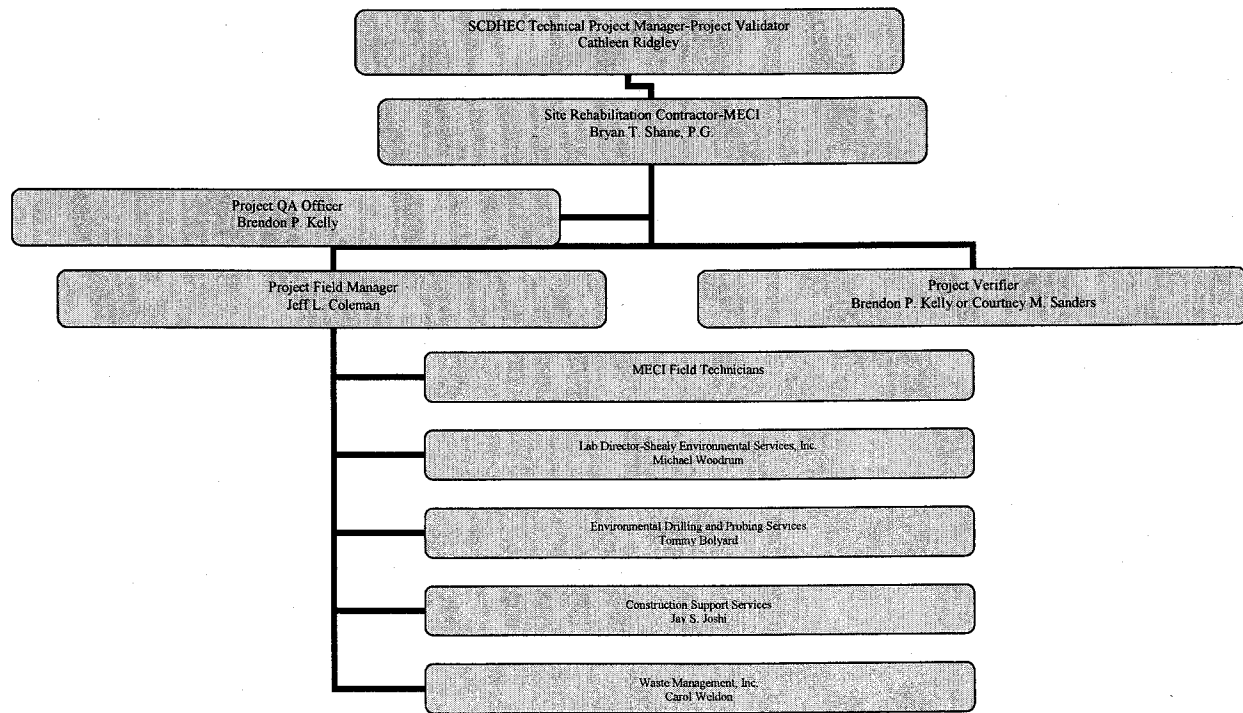 SCDHEC Technical Project Manager-Project Validator
Cathleen Ridgley
Site Rehabilitation Contractor-MECI
Bryan T. Shane, P.G.
Project QA Officer
Brendon P. Kelly
Project Field Manager
Jeff L. Coleman
Project Verifier
Brendon P. Kelly or Courtney M. Sanders
MECI Field Technicians
Lab Director-Shealy Environmental Services, Inc.
Michael Woodrum
Environmental Drilling and Probing Services
Tommy Bolyard
Construction Support Services
Jay S. Joshi
Waste Management, Inc.
Carol Weldon